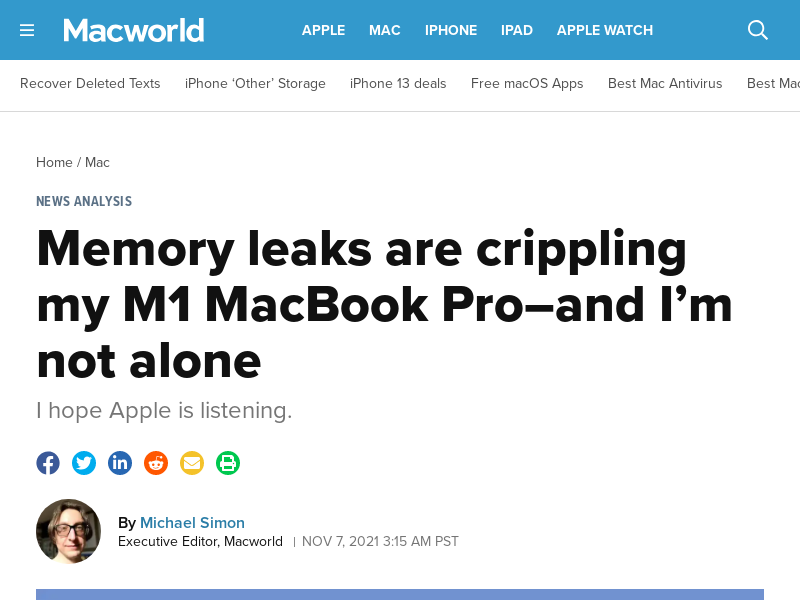 Macworld
APPLE MAC IPHONE IPAD APPLE WATCH
Recover Deleted Texts iPhone ‘Other’ Storage iPhone 13 deals Free macOS Apps Best Mac Antivirus Best Mac
Home / Mac
NEWS ANALYSIS
Memory leaks are crippling
my M1 MacBook Pro–and I’m
not alone
I hope Apple is listening.
By Michael Simon
Executive Editor, Macworld | NOV 7, 2021 3:15 AM PST